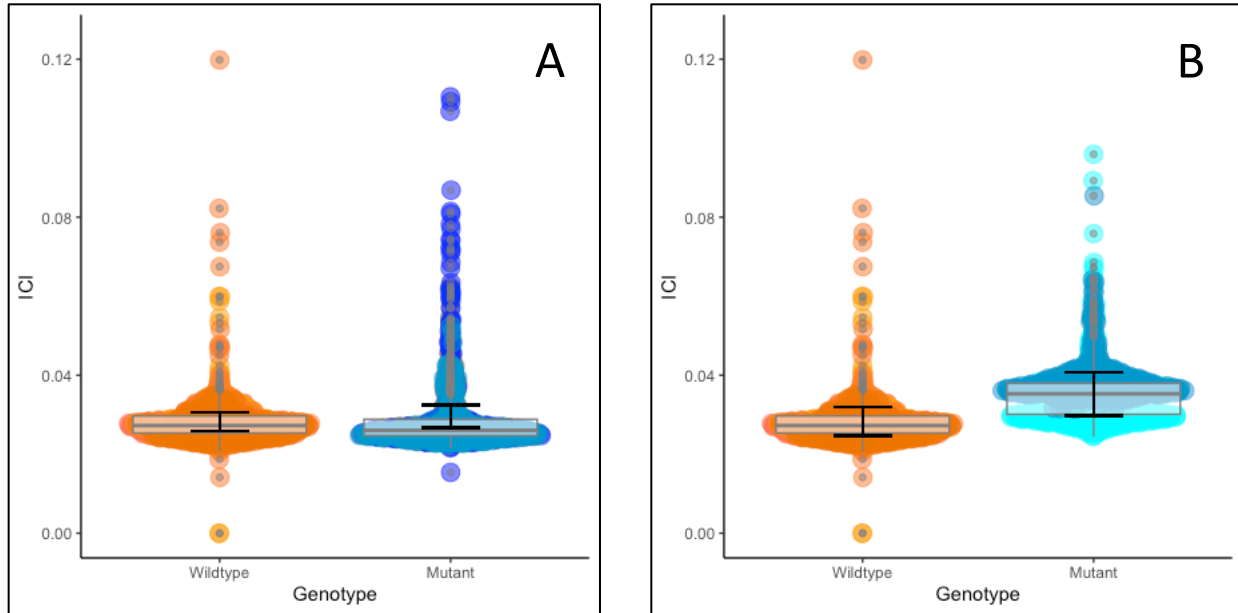 A
0.12
0.08
0.04
0.00
ICI
Wildtype Mutant
Genotype
B
0.12
0.08
0.04
0.00
ICI
Wildtype Mutant
Genotype